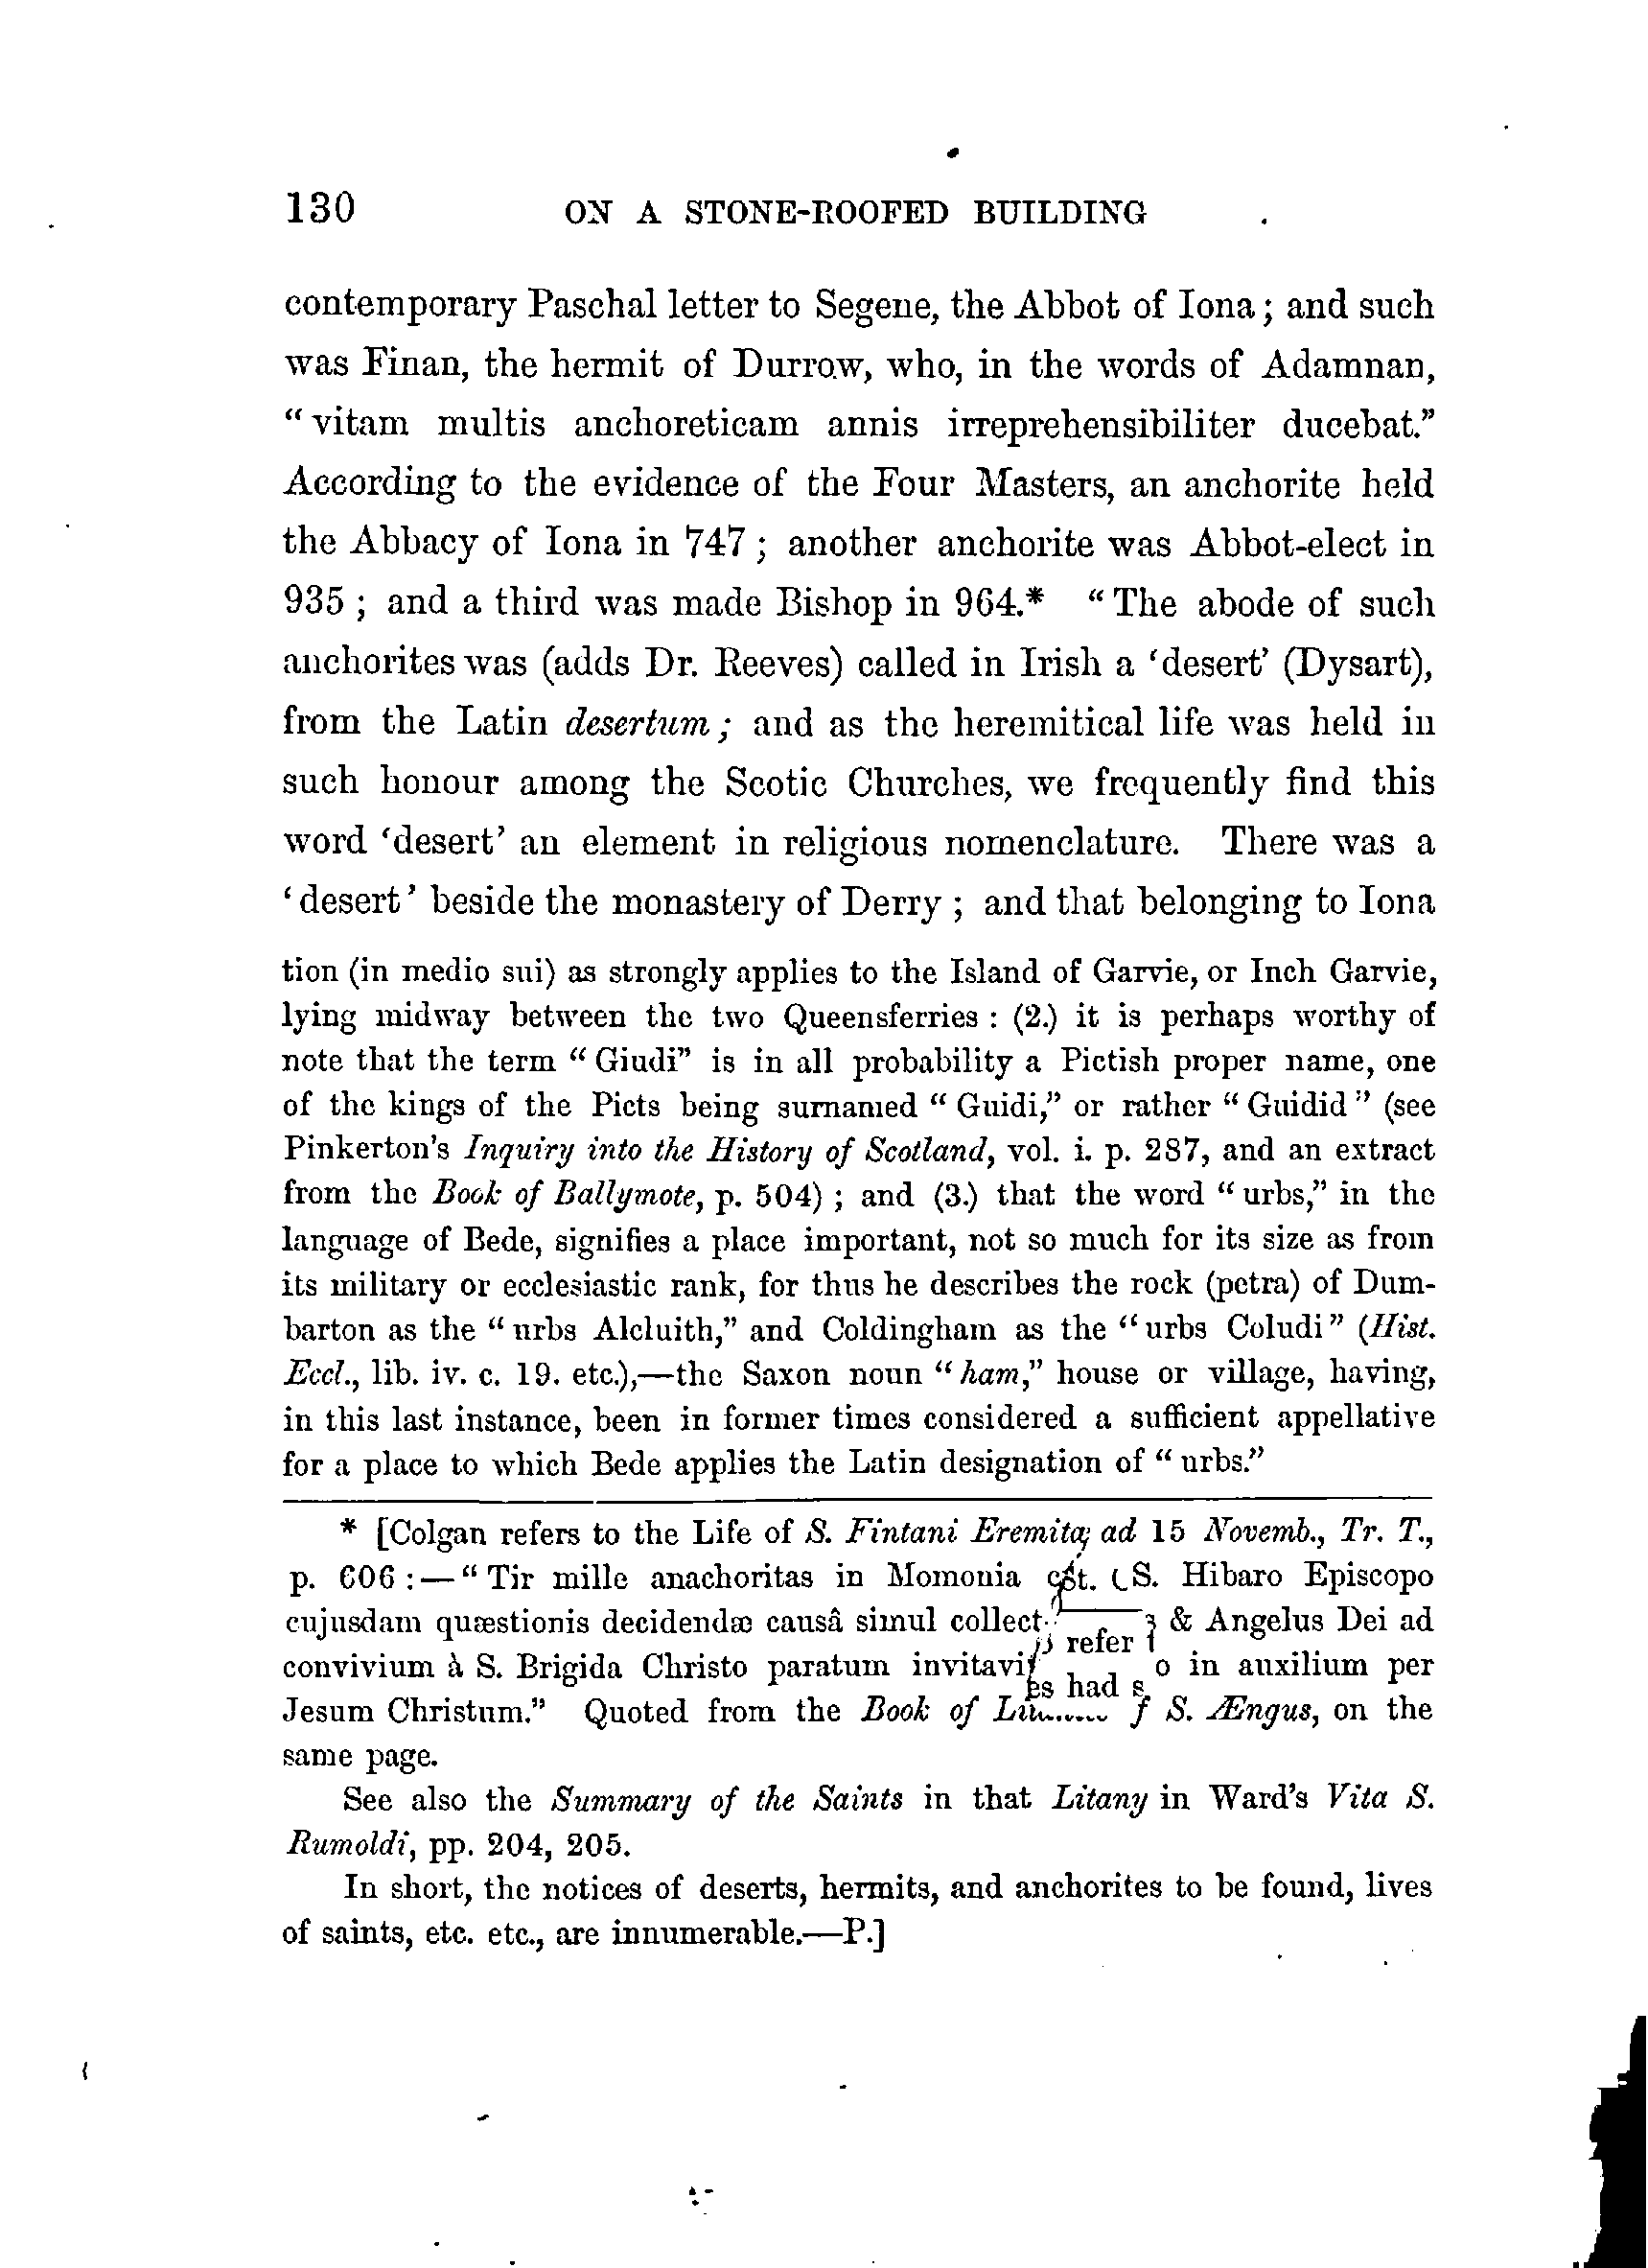 130 ON A STONE-ROOFED BUILDING
contemporary Paschal letter to Segene, the Abbot of Iona; and such
was Finan, the hermit of Durrow, who, in the words of Adamnan,
“vitam multis anchoreticam annis irreprehensibiliter ducebat.”
According to the evidence of the Four Masters, an anchorite held
the Abbacy of Iona in 747; another anchorite was Abbot-elect in
935; and a third was made Bishop in 964.* “The abode of such
anchorites was (adds Dr. Reeves) called in Irish a ‘desert’ (Dysart),
from the Latin desertum; and as the heremitical life was held in
such honour among the Scotic Churches, we frequently find this
word ‘desert’ an element in religious nomenclature. There was a
‘desert’ beside the monastery of Derry; and that belonging to Iona
tion (in medio sui) as strongly applies to the Island of Garvie, or Inch Garvie,
lying midway between the two Queensferries: (2.) it is perhaps worthy of
note that the term “Giudi” is in all probability a Pictish proper name, one
of the kings of the Picts being surnamed “Guidi,” or rather “Guidid” (see
Pinkerton's Inquiry into the History of Scotland, vol. i. p. 287, and an extract
from the Book of Ballymote, p. 504); and (3.) that the word “urbs,” in the
language of Bede, signifies a place important, not so much for its size as from
its military or ecclesiastic rank, for thus he describes the rock (petra) of Dum-
barton as the “urbs Alcluith,” and Coldingham as the “urbs Coludi” (Hist.
Eccl., lib. iv. c. 19. etc.),—the Saxon noun “ham,” house or village, having,
in this last instance, been in former times considered a sufficient appellative
for a place to which Bede applies the Latin designation of “urbs.”
* [Colgan refers to the Life of S. Fintani Eremitæ ad 15 Novemb., Tr. T.,
p. 606:—“Tir mille anachoritas in Momonia S. Hibaro Episcopo
cujusdam quæstionis decidendæ causâ simul collect & Angelus Dei ad
refer
convivium à S. Brigida Christo paratum in auxilium per
had
Jesum Christum.” Quoted from the Book of S. Ængus, on the
same page.
See also the Summary of the Saints in that Litany in Ward's Vita S.
Rumoldi, pp. 204, 205.
In short, the notices of deserts, hermits, and anchorites to be found, lives
of saints, etc. etc., are innumerable.—P.]